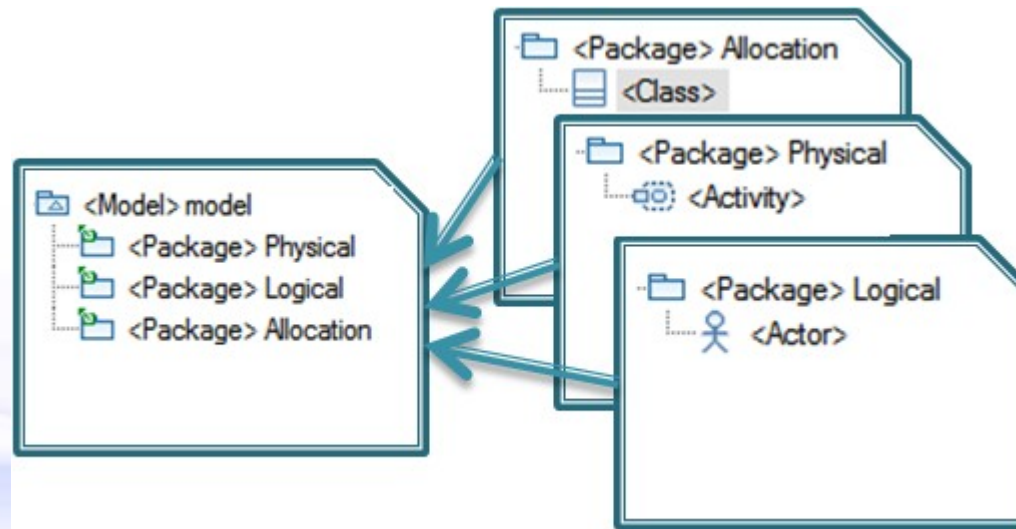 <Model> model
<Package> Physical
<Package> Logical
<Package> Allocation
<Package> Allocation
<Class>
<Package> Physical
<Activity>
<Package> Logical
<Actor>